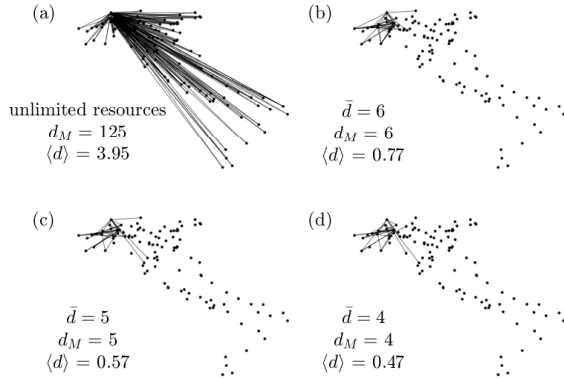 (a)
unlimited resources
d_M = 125
⟨d⟩ = 3.95
(b)
d̄ = 6
d_M = 6
⟨d⟩ = 0.77
(c)
d̄ = 5
d_M = 5
⟨d⟩ = 0.57
(d)
d̄ = 4
d_M = 4
⟨d⟩ = 0.47